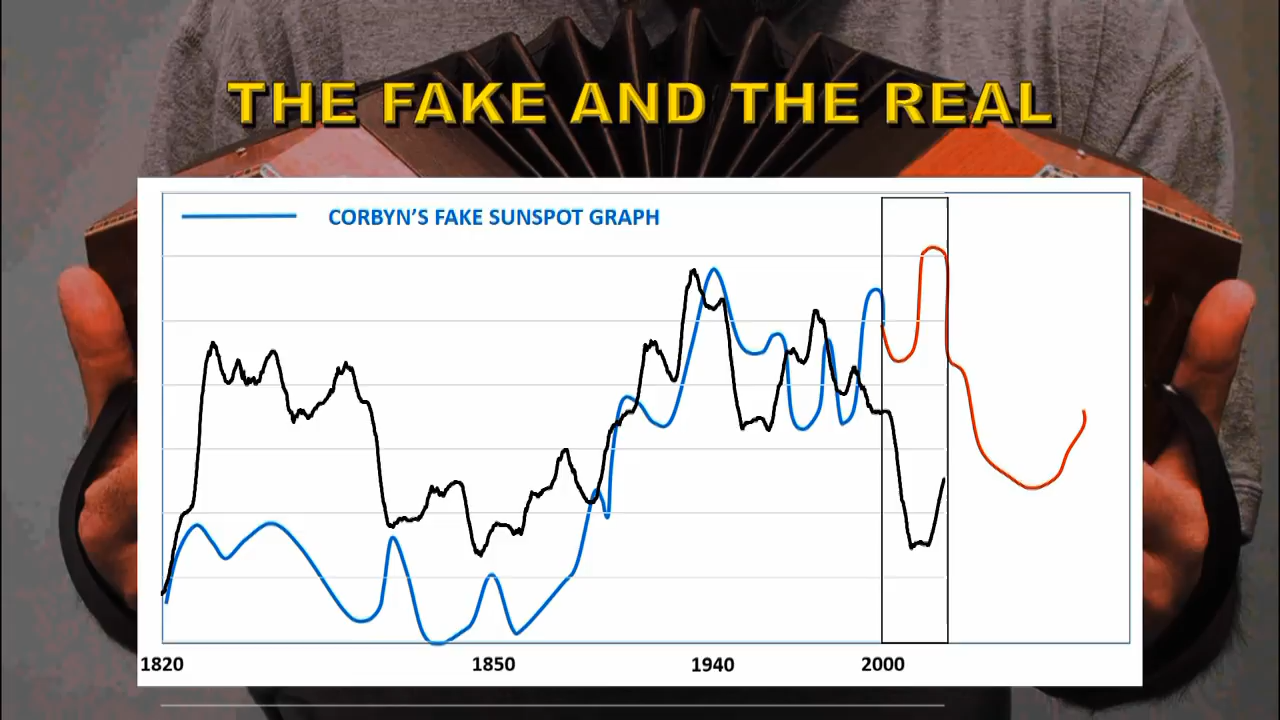 THE FAKE AND THE REAL
CORBYN'S FAKE SUNSPOT GRAPH
1820 1850 1940 2000